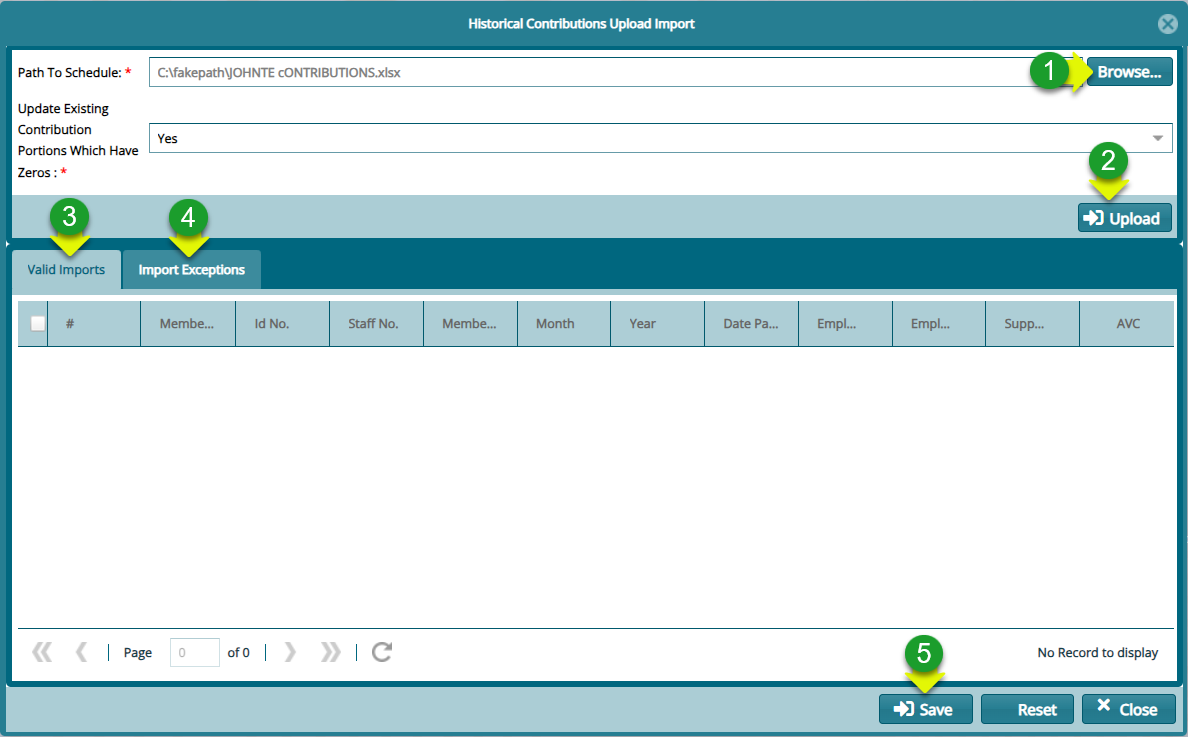 Historical Contributions Upload Import
Path To Schedule: *
C:\fakepath\JOHNTE cONTRIBUTIONS.xlsx
1
Browse...
Update Existing
Contribution
Portions Which Have
Zeros : *
Yes
2
Upload
3
4
Valid Imports
Import Exceptions
#
Membe...
Id No.
Staff No.
Membe...
Month
Year
Date Pa...
Empl...
Empl...
Supp...
AVC
Page
0
of 0
No Record to display
5
Save
Reset
Close